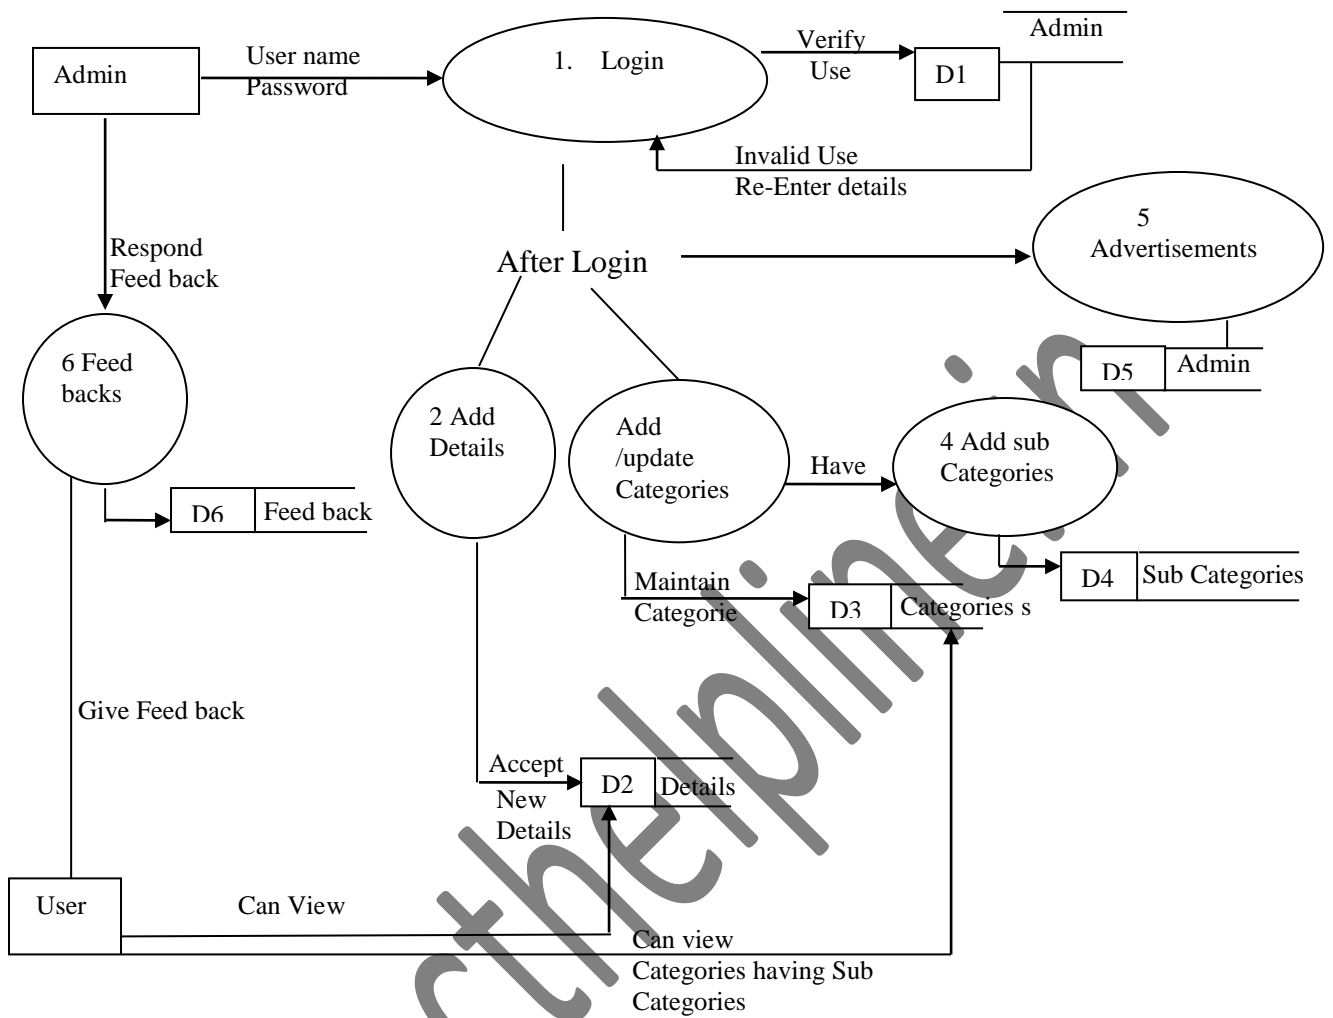 Admin
User name
Password
1. Login
Verify
Use
D1
Admin
Invalid Use
Re-Enter details
5
Advertisements
Respond
Feed back
After Login
6 Feed
backs
2 Add
Details
Add
/update
Categories
Have
4 Add sub
Categories
D5
Admin
D6
Feed back
Maintain
Categorie
D3
Categories s
D4
Sub Categories
Give Feed back
Accept
New
Details
D2
Details
User
Can View
Can view
Categories having Sub
Categories
cthelpline.in